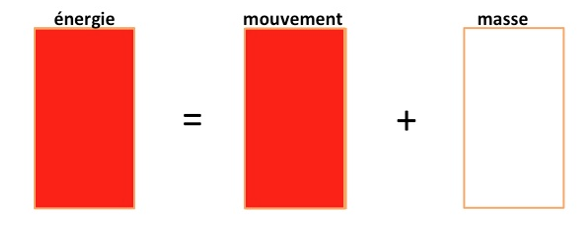 énergie mouvement masse
= +